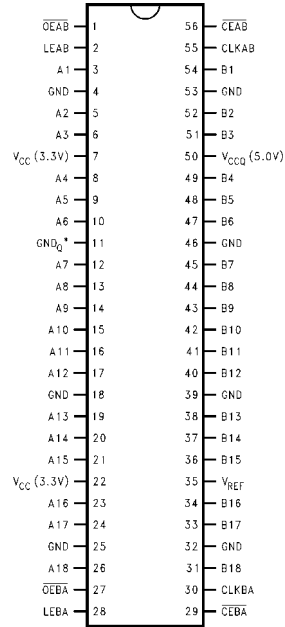 O̅E̅A̅B̅ 1 56 C̅E̅A̅B̅
LEAB 2 55 CLKAB
A1 3 54 B1
GND 4 53 GND
A2 5 52 B2
A3 6 51 B3
VCC (3.3V) 7 50 VCCQ (5.0V)
A4 8 49 B4
A5 9 48 B5
A6 10 47 B6
GNDQ* 11 46 GND
A7 12 45 B7
A8 13 44 B8
A9 14 43 B9
A10 15 42 B10
A11 16 41 B11
A12 17 40 B12
GND 18 39 GND
A13 19 38 B13
A14 20 37 B14
A15 21 36 B15
VCC (3.3V) 22 35 VREF
A16 23 34 B16
A17 24 33 B17
GND 25 32 GND
A18 26 31 B18
O̅E̅B̅A̅ 27 30 CLKBA
LEBA 28 29 C̅E̅B̅A̅